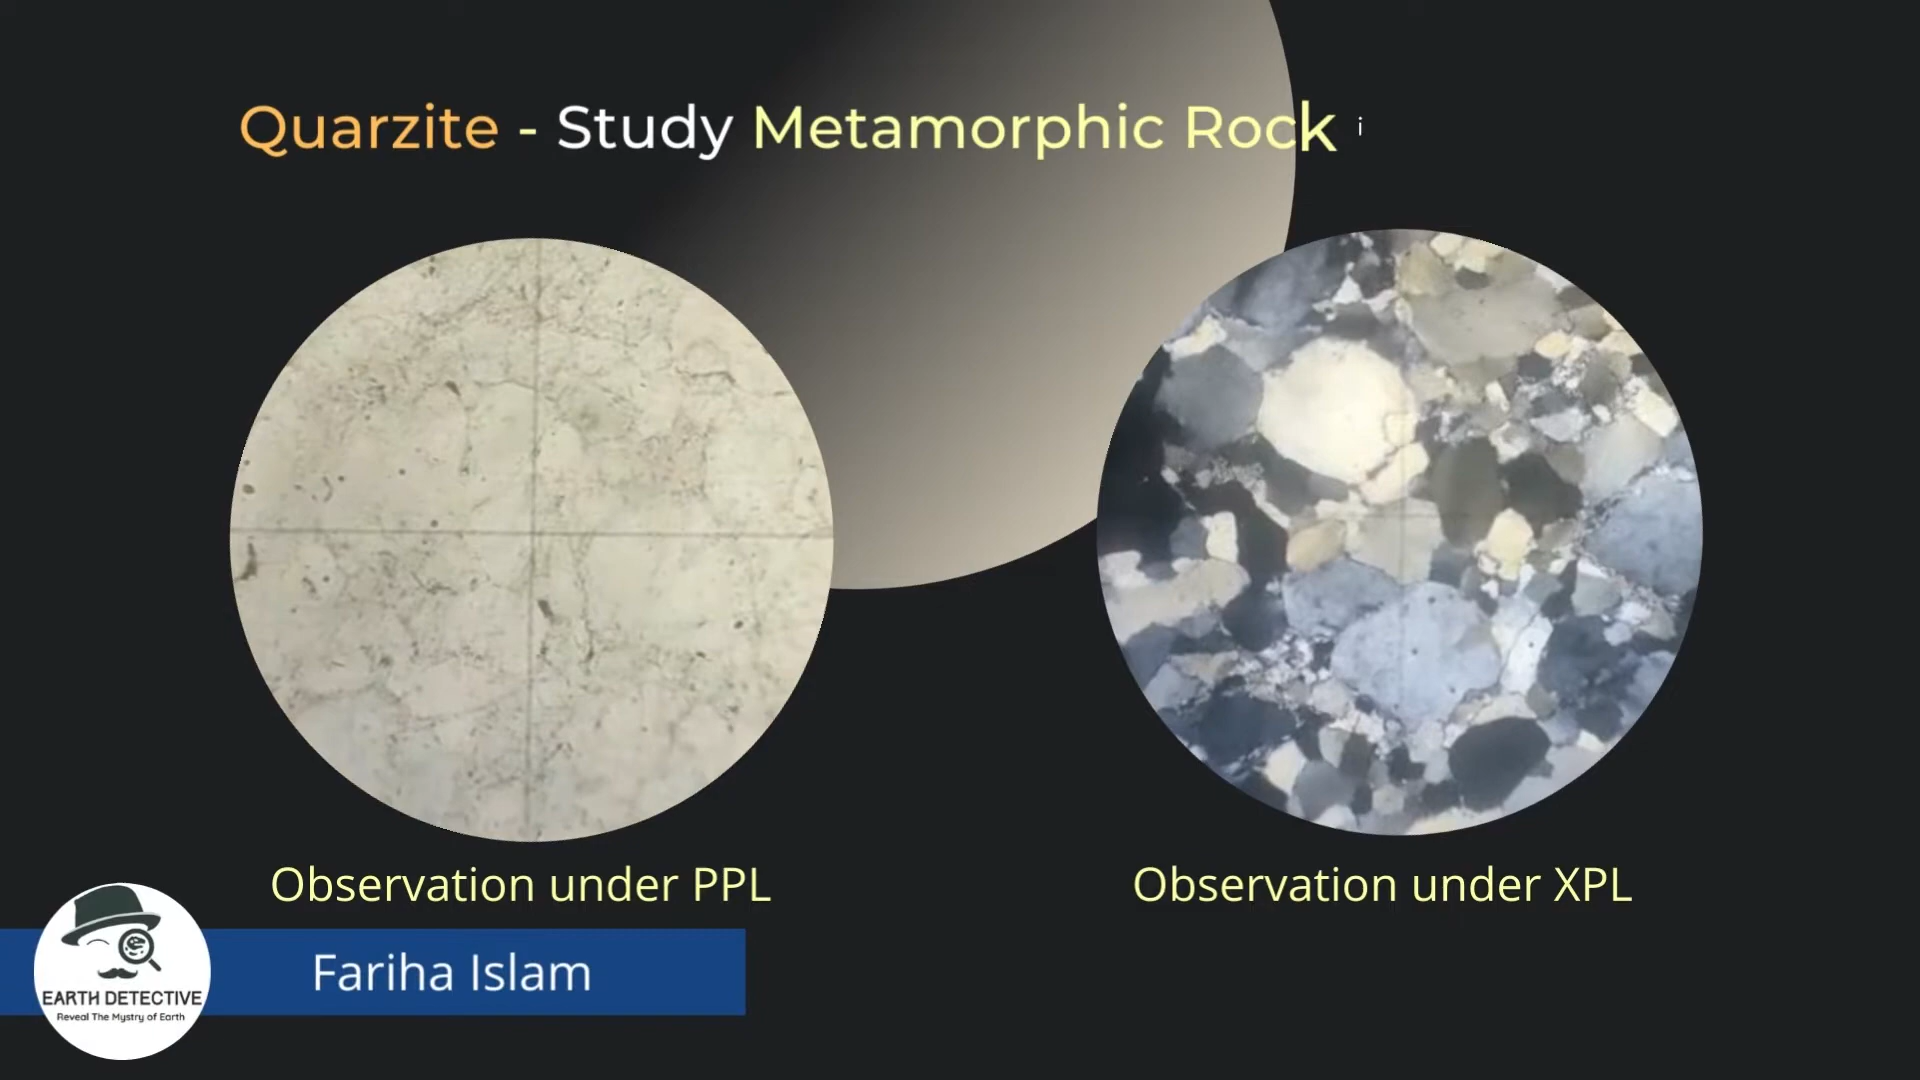 Quarzite - Study Metamorphic Rock i
Observation under PPL
Observation under XPL
Fariha Islam
EARTH DETECTIVE
Reveal The Mystry of Earth